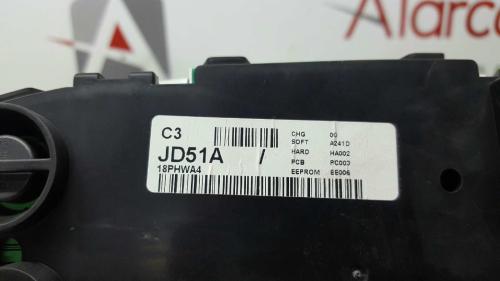 Alarco
C3
JD51A /
18PHWA4
CHG 00
SOFT A241D
HARD HA002
PCB PC003
EEPROM EE006